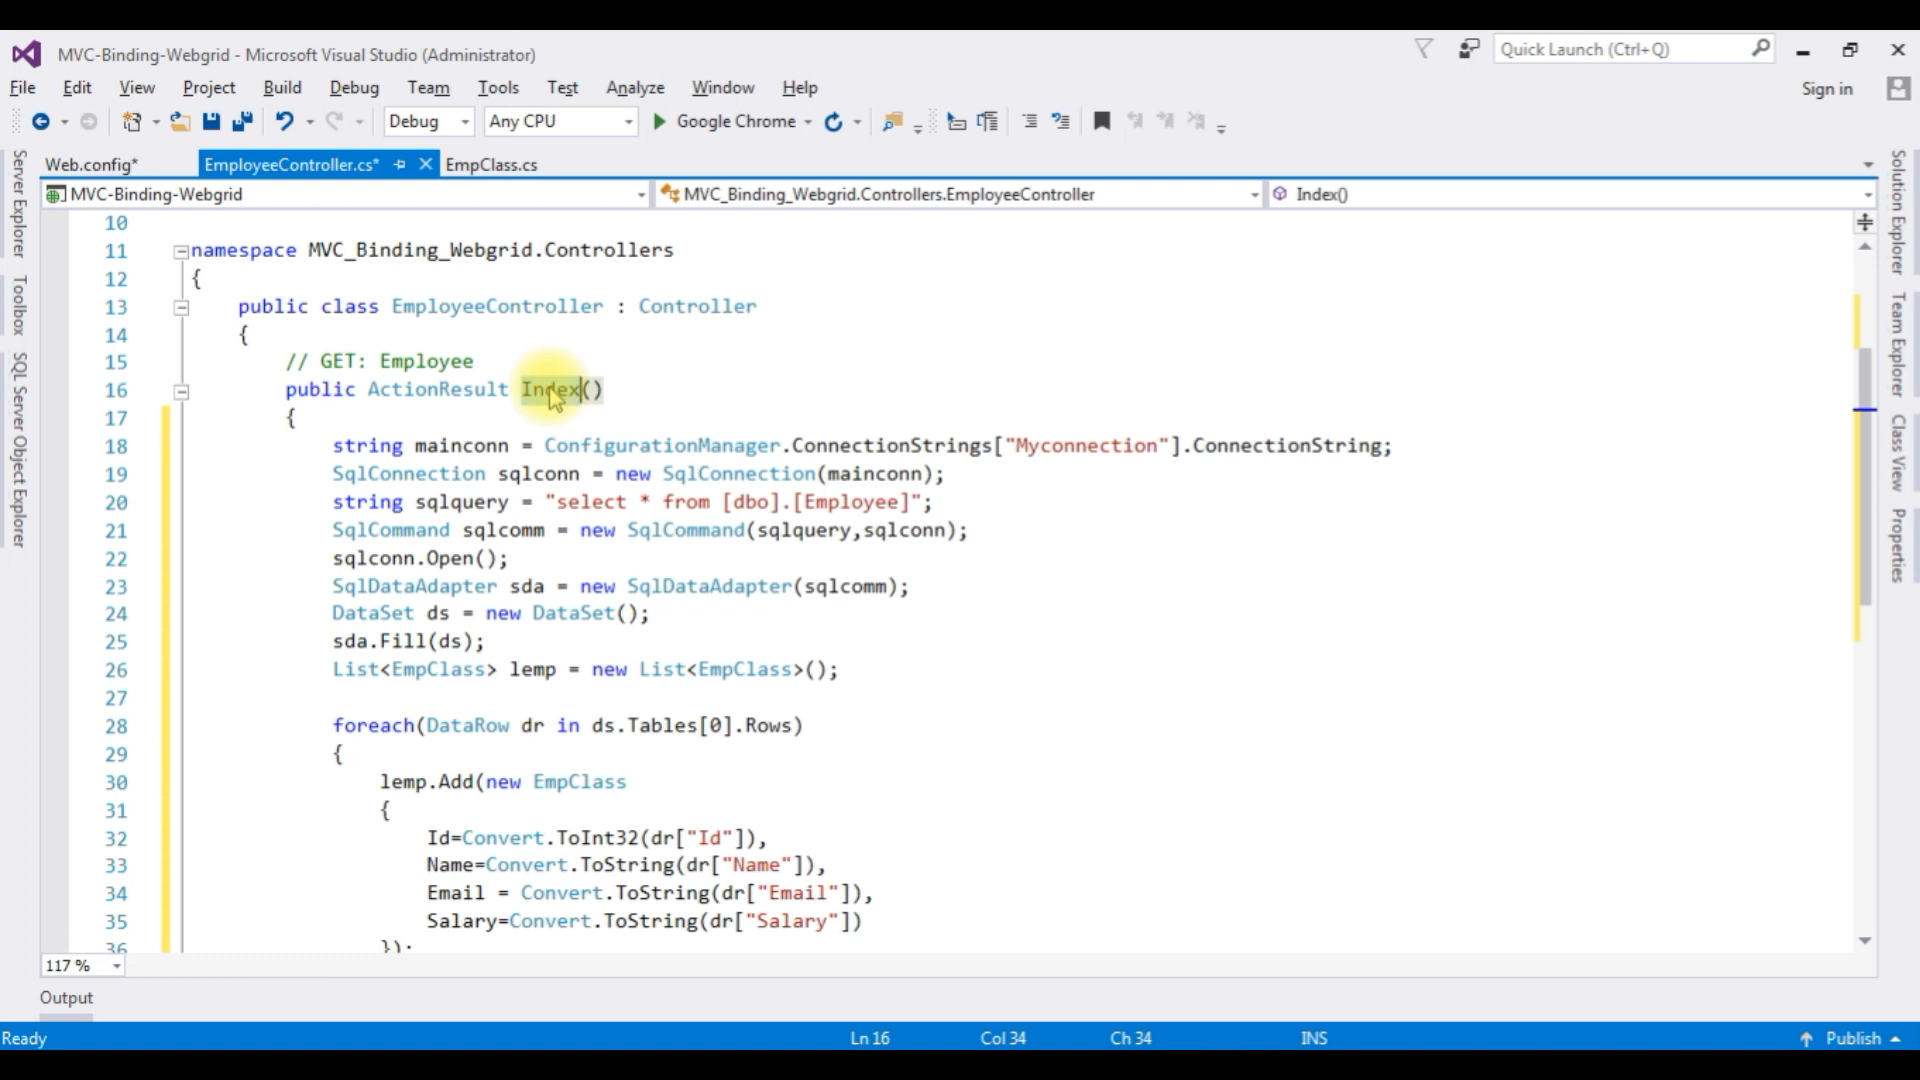 MVC-Binding-Webgrid - Microsoft Visual Studio (Administrator)
Quick Launch (Ctrl+Q)
File Edit View Project Build Debug Team Tools Test Analyze Window Help
Sign in
Debug Any CPU Google Chrome
Web.config* EmployeeController.cs* EmpClass.cs
MVC-Binding-Webgrid MVC_Binding_Webgrid.Controllers.EmployeeController Index()
Server Explorer
Toolbox
SQL Server Object Explorer
Solution Explorer
Team Explorer
Class View
Properties
10
11 namespace MVC_Binding_Webgrid.Controllers
12 {
13 public class EmployeeController : Controller
14 {
15 // GET: Employee
16 public ActionResult Index()
17 {
18 string mainconn = ConfigurationManager.ConnectionStrings["Myconnection"].ConnectionString;
19 SqlConnection sqlconn = new SqlConnection(mainconn);
20 string sqlquery = "select * from [dbo].[Employee]";
21 SqlCommand sqlcomm = new SqlCommand(sqlquery,sqlconn);
22 sqlconn.Open();
23 SqlDataAdapter sda = new SqlDataAdapter(sqlcomm);
24 DataSet ds = new DataSet();
25 sda.Fill(ds);
26 List<EmpClass> lemp = new List<EmpClass>();
27
28 foreach(DataRow dr in ds.Tables[0].Rows)
29 {
30 lemp.Add(new EmpClass
31 {
32 Id=Convert.ToInt32(dr["Id"]),
33 Name=Convert.ToString(dr["Name"]),
34 Email = Convert.ToString(dr["Email"]),
35 Salary=Convert.ToString(dr["Salary"])
36 });
117 %
Output
Ready Ln 16 Col 34 Ch 34 INS Publish